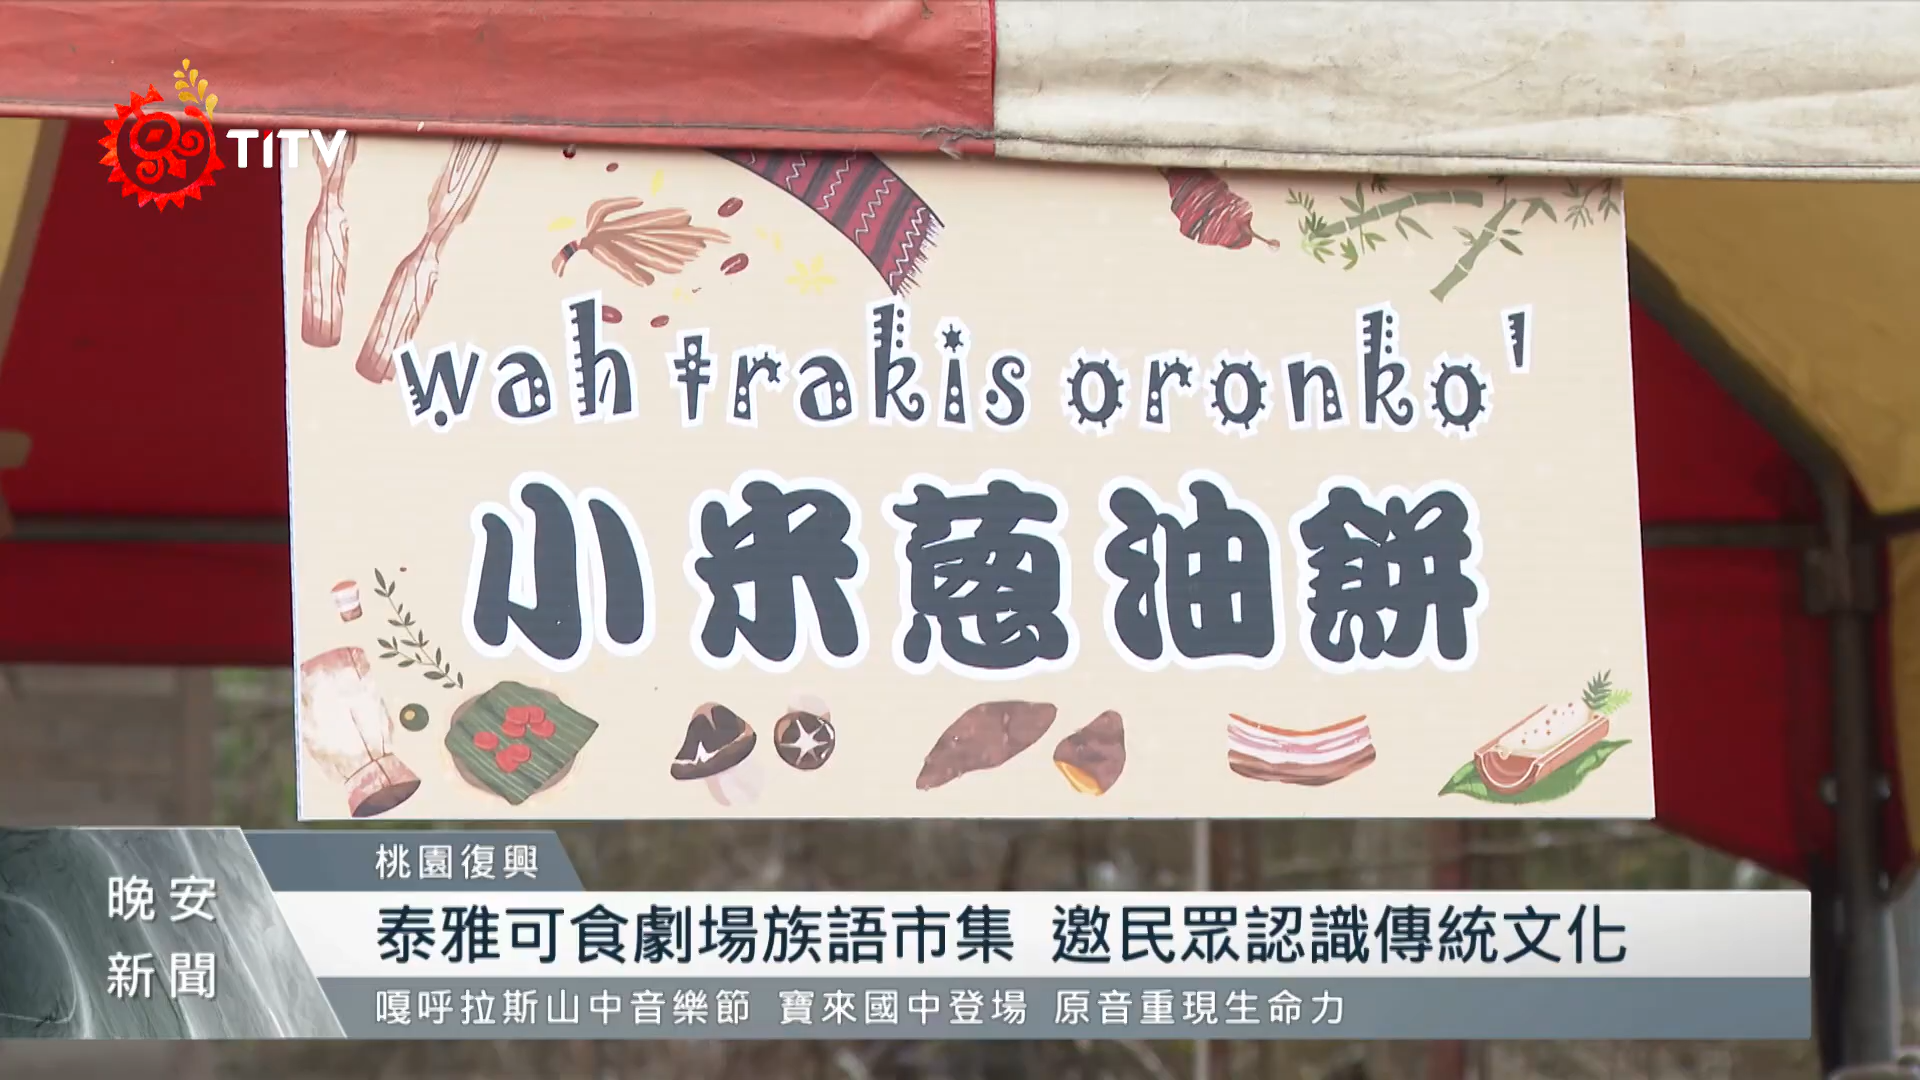 TITV
wah trakis oronko'
小米蔥油餅
晚安
新聞
桃園復興
泰雅可食劇場族語市集 邀民眾認識傳統文化
嘎呼拉斯山中音樂節 寶來國中登場 原音重現生命力